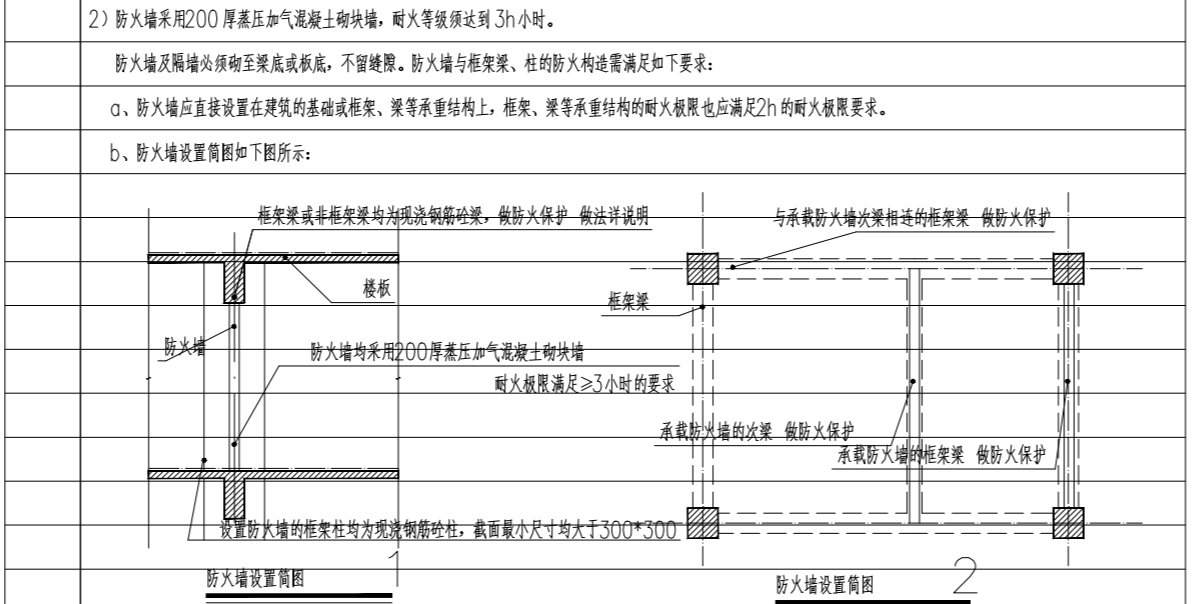 2）防火墙采用200厚蒸压加气混凝土砌块墙，耐火等级须达到3h小时。
防火墙及隔墙必须砌至梁底或板底，不留缝隙。防火墙与框架梁、柱的防火构造需满足如下要求：
a、防火墙应直接设置在建筑的基础或框架、梁等承重结构上，框架、梁等承重结构的耐火极限也应满足2h的耐火极限要求。
b、防火墙设置简图如下图所示：
框架梁或非框架梁均为现浇钢筋砼梁，做防火保护 做法详说明
与承载防火墙次梁相连的框架梁 做防火保护
楼板
框架梁
防火墙
防火墙均采用200厚蒸压加气混凝土砌块墙
耐火极限满足≥3小时的要求
承载防火墙的次梁 做防火保护
承载防火墙的框架梁 做防火保护
设置防火墙的框架柱均为现浇钢筋砼柱，截面最小尺寸均大于300*300
防火墙设置简图 1
防火墙设置简图 2